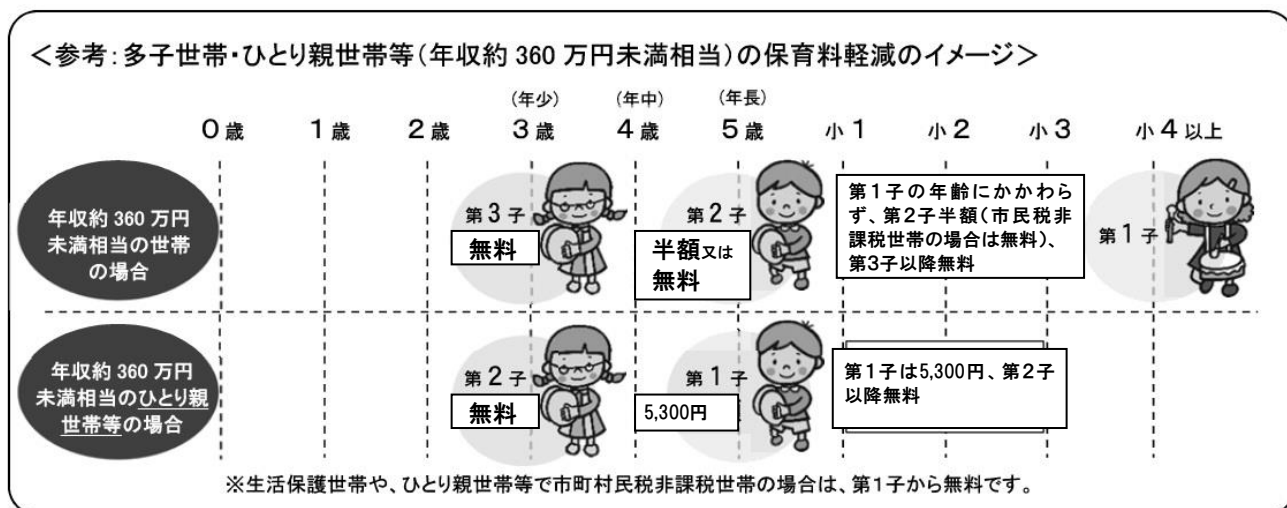 ＜参考：多子世帯・ひとり親世帯等（年収約 360 万円未満相当）の保育料軽減のイメージ＞
（年少） （年中） （年長）
0 歳 1 歳 2 歳 3 歳 4 歳 5 歳 小 1 小 2 小 3 小 4 以上
年収約 360 万円
未満相当の世帯
の場合
第 3 子
無料
第 2 子
半額又は
無料
第１子の年齢にかかわら
ず、第２子半額（市民税非
課税世帯の場合は無料）、
第３子以降無料
第 1 子
年収約 360 万円
未満相当のひとり親
世帯等の場合
第 2 子
無料
第 1 子
5,300円
第１子は5,300円、第２子
以降無料
※生活保護世帯や、ひとり親世帯等で市町村民税非課税世帯の場合は、第１子から無料です。